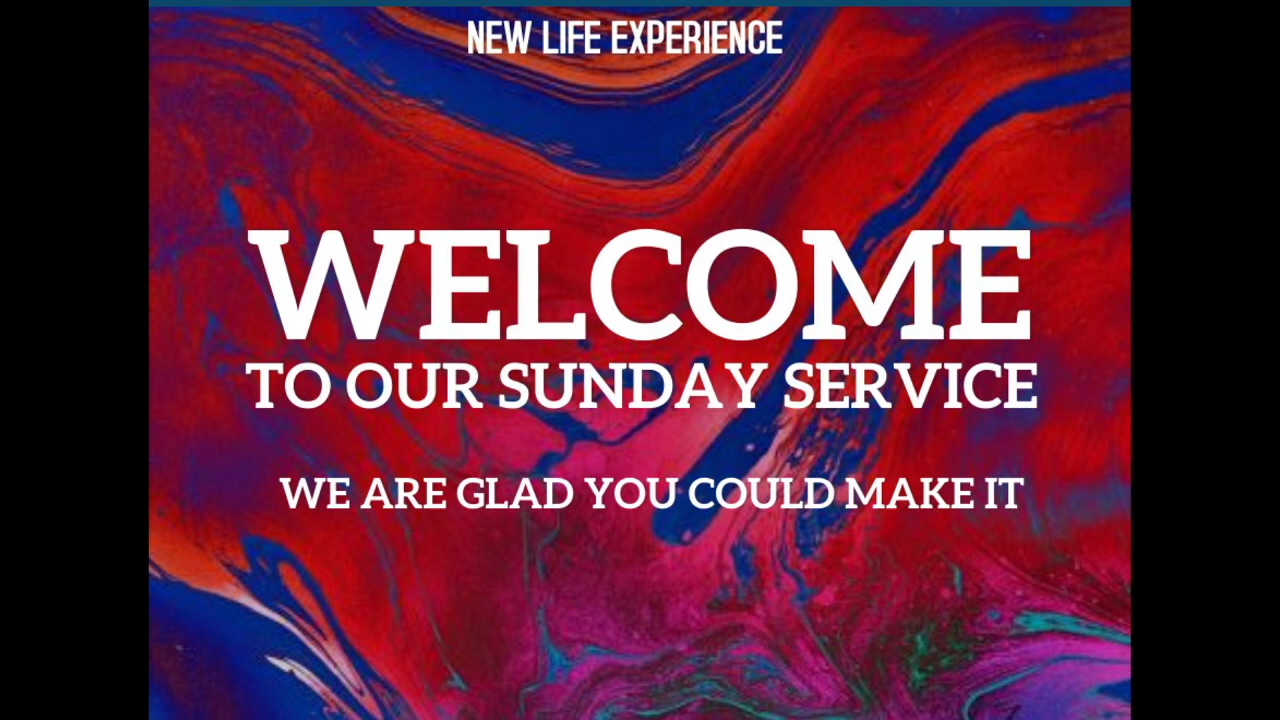 NEW LIFE EXPERIENCE
WELCOME
TO OUR SUNDAY SERVICE
WE ARE GLAD YOU COULD MAKE IT